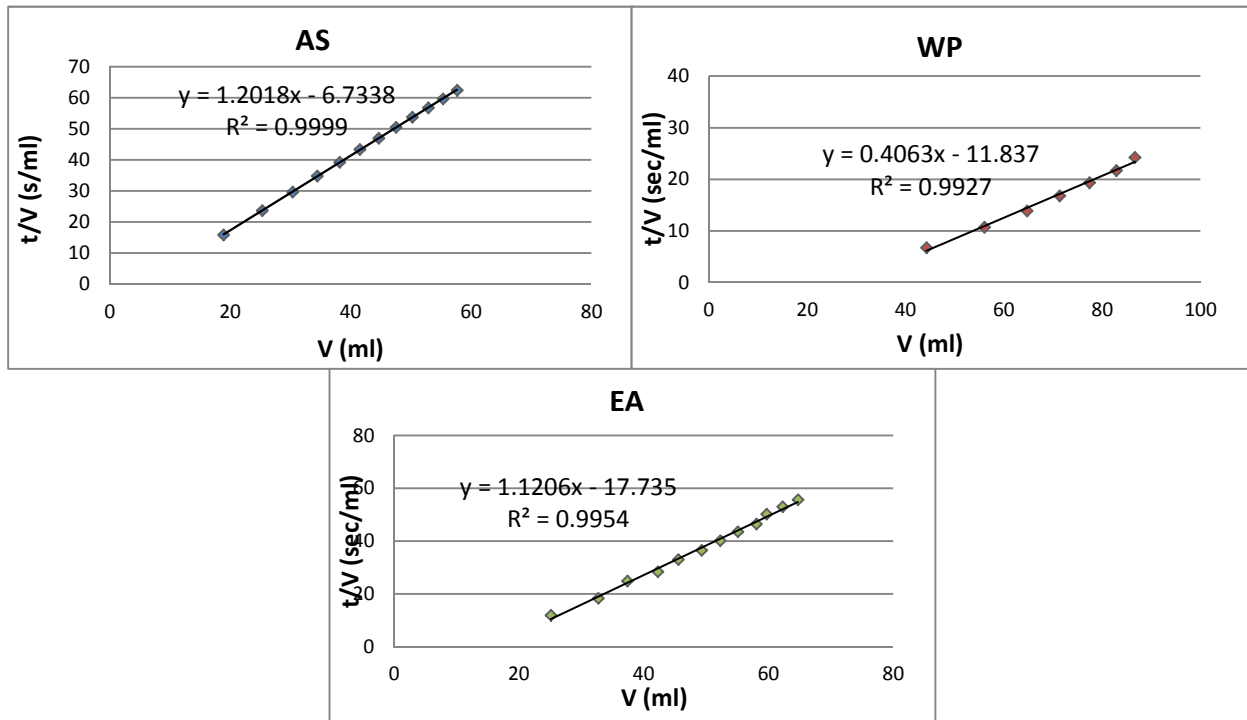 AS
y = 1.2018x - 6.7338
R² = 0.9999
t/V (s/ml)
70
60
50
40
30
20
10
0
0 20 40 60 80
V (ml)
WP
y = 0.4063x - 11.837
R² = 0.9927
t/V (sec/ml)
40
30
20
10
0
0 20 40 60 80 100
V (ml)
EA
y = 1.1206x - 17.735
R² = 0.9954
t/V (sec/ml)
80
60
40
20
0
0 20 40 60 80
V (ml)